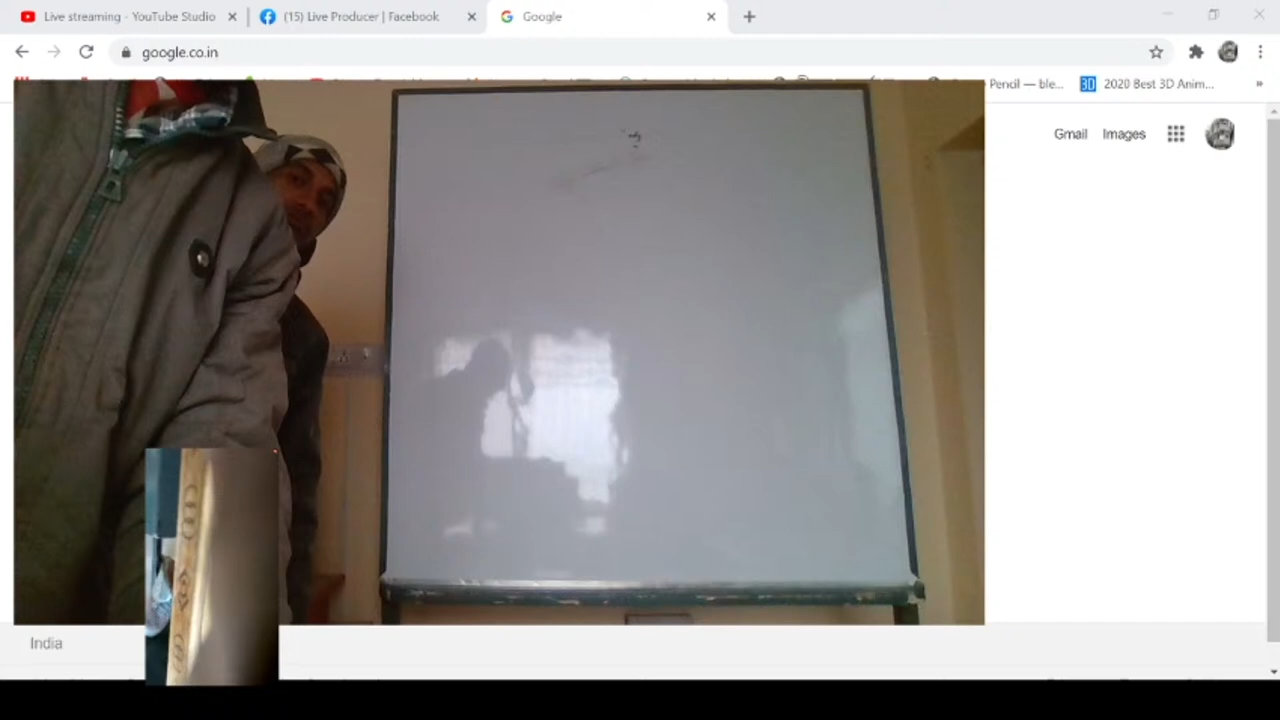 Live streaming - YouTube Studio
(15) Live Producer | Facebook
Google
google.co.in
Pencil — ble...
3D 2020 Best 3D Anim...
»
Gmail Images
India